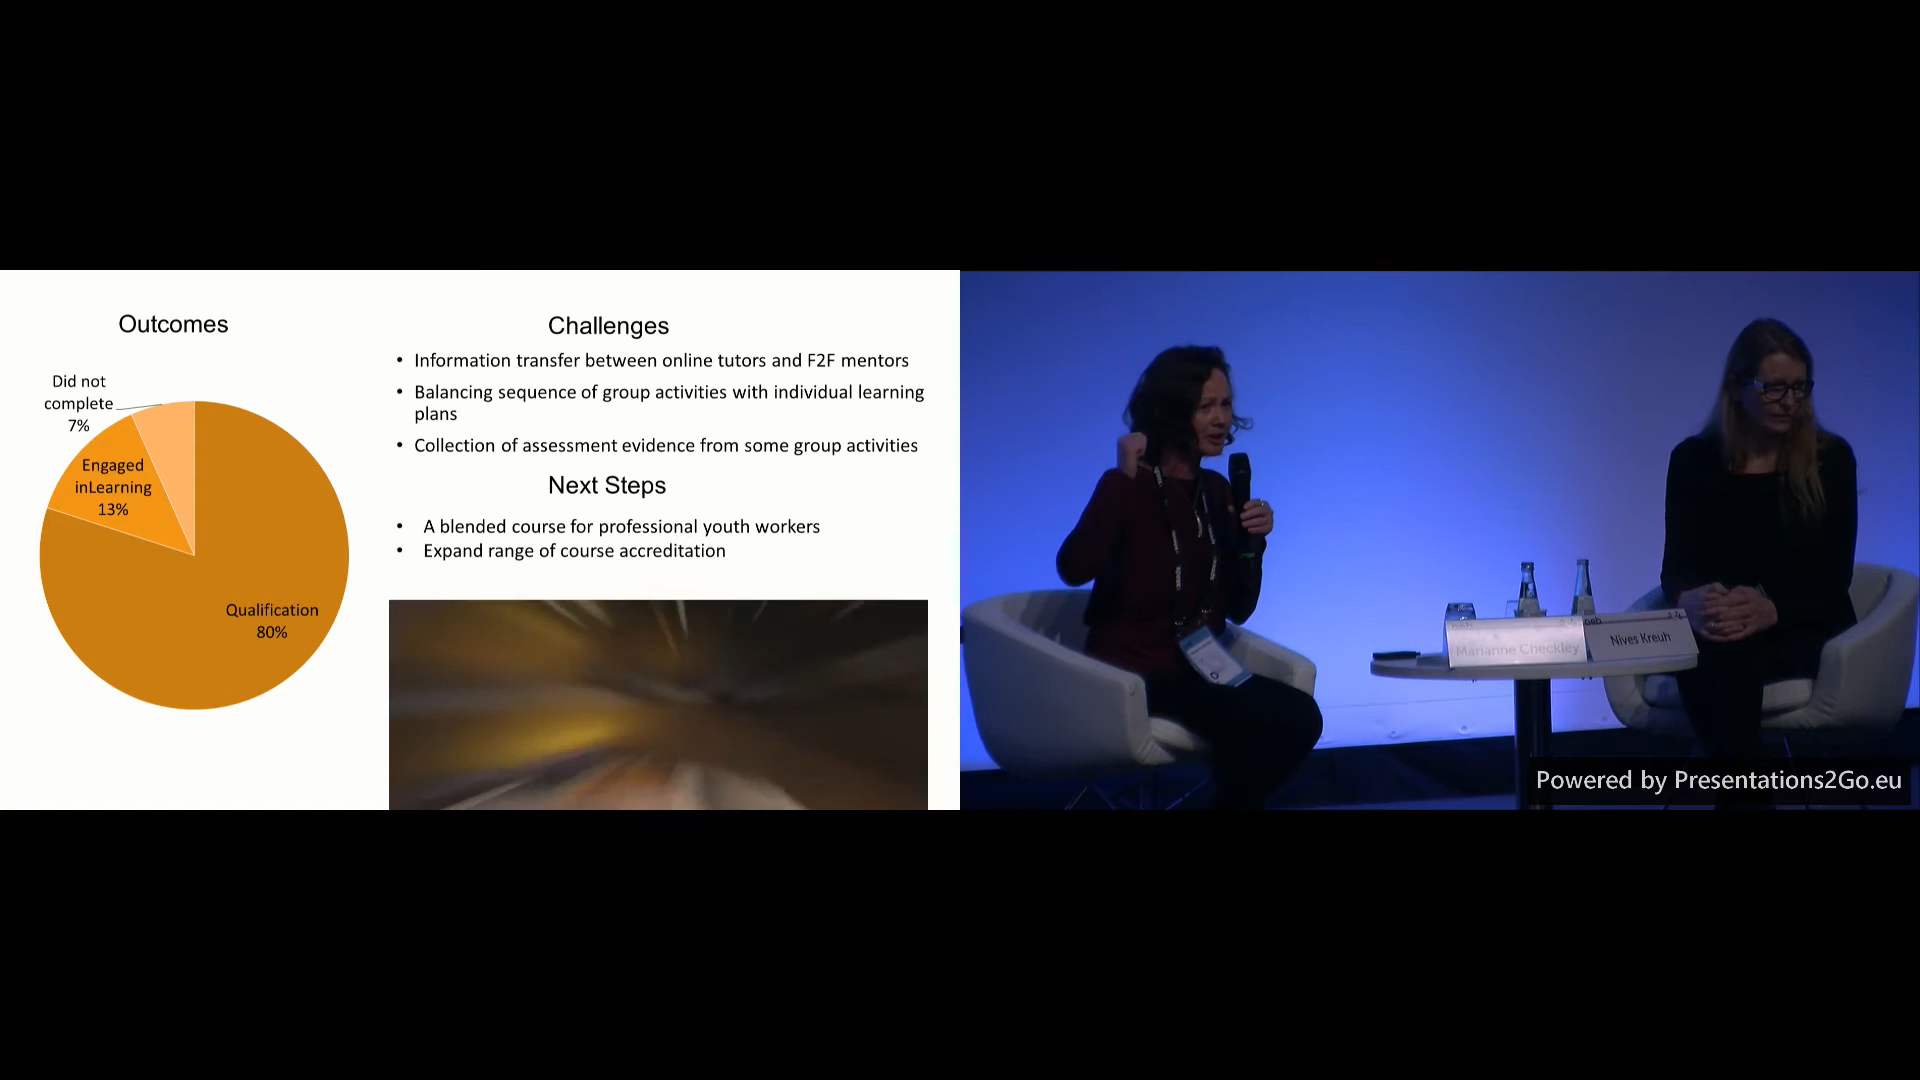 Outcomes
Did not
complete
7%
Engaged
inLearning
13%
Qualification
80%
Challenges
• Information transfer between online tutors and F2F mentors
• Balancing sequence of group activities with individual learning
plans
• Collection of assessment evidence from some group activities
Next Steps
• A blended course for professional youth workers
• Expand range of course accreditation
oeb
Marianne Checkley
oeb
Nives Kreuh
Powered by Presentations2Go.eu